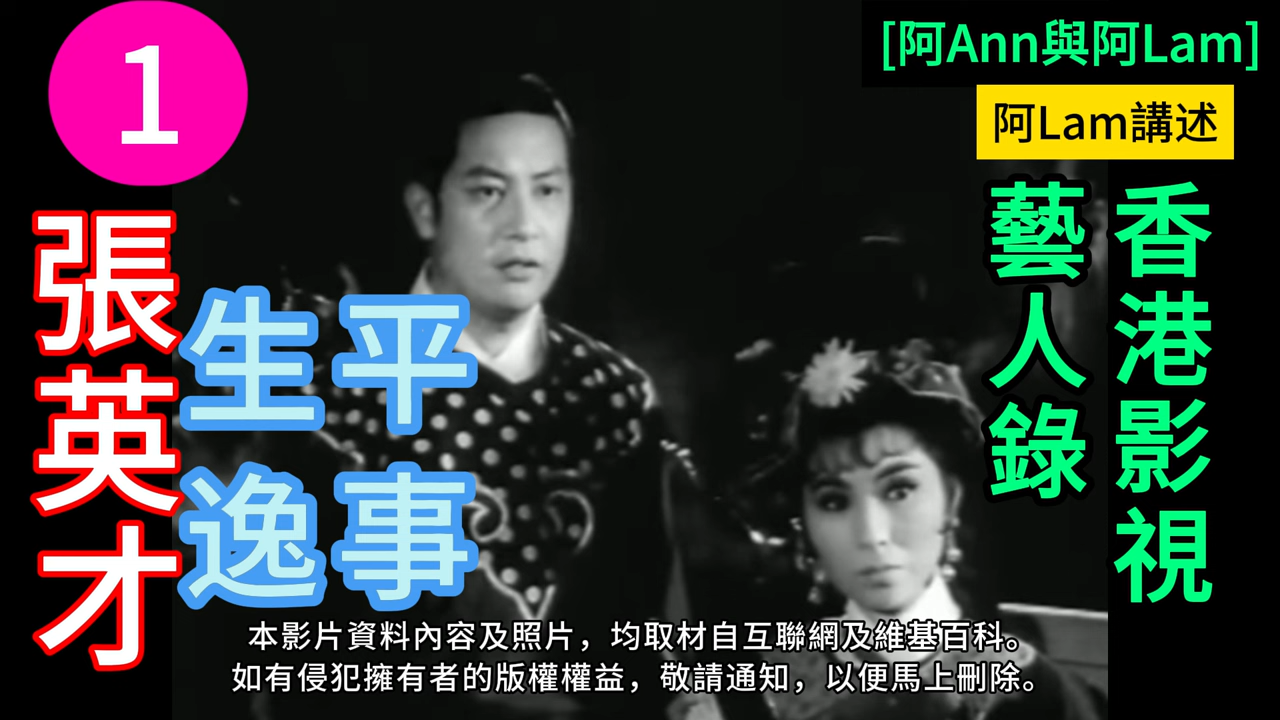 1
[阿Ann與阿Lam]
阿Lam講述
香港影視
藝人錄
張英才
生平
逸事
本影片資料內容及照片，均取材自互聯網及維基百科。
如有侵犯擁有者的版權權益，敬請通知，以便馬上刪除。